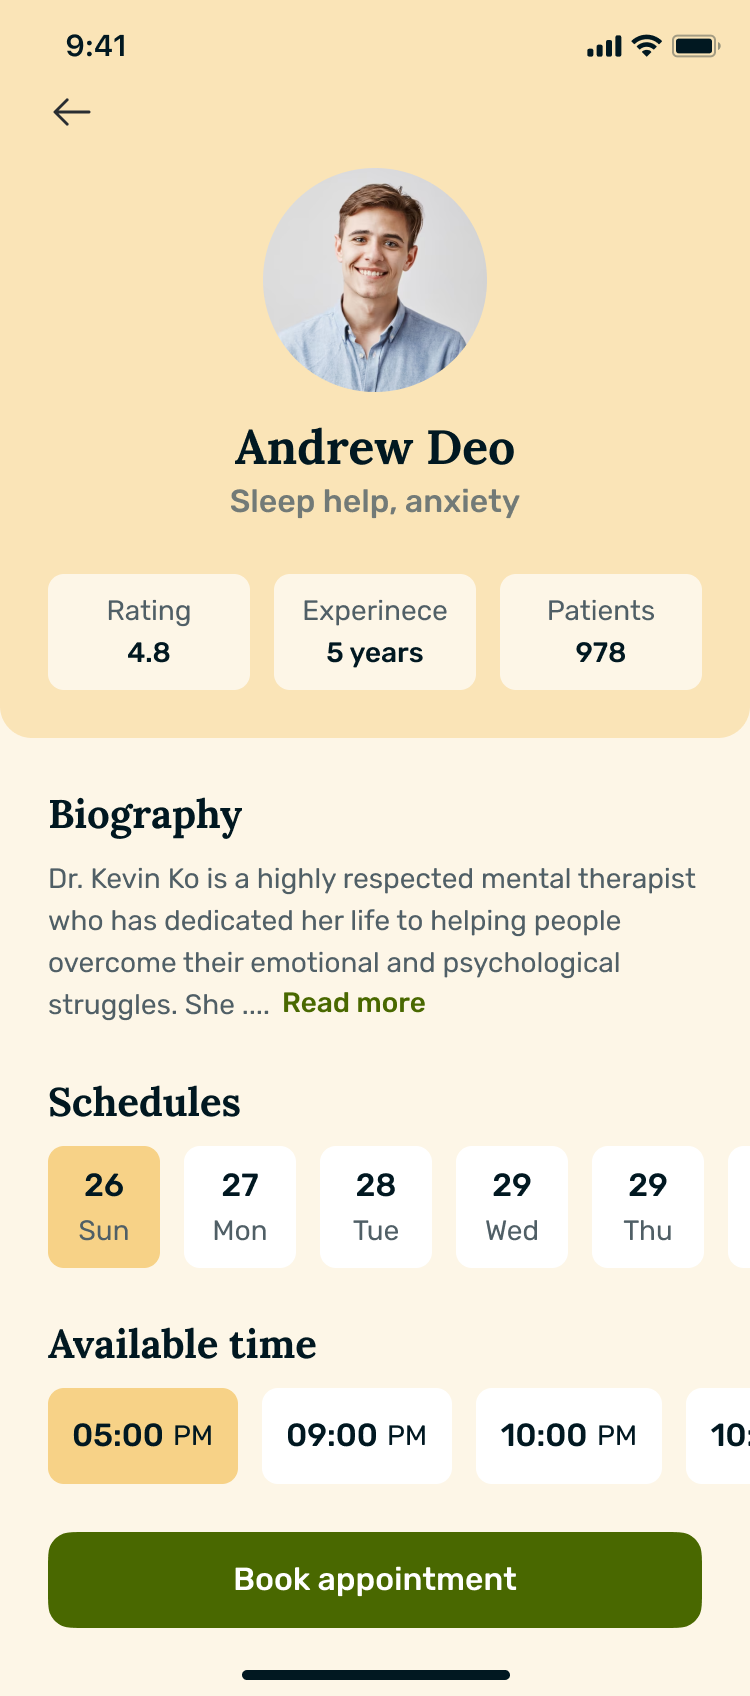 9:41
Andrew Deo
Sleep help, anxiety
Rating Experinece Patients
4.8 5 years 978
Biography
Dr. Kevin Ko is a highly respected mental therapist
who has dedicated her life to helping people
overcome their emotional and psychological
struggles. She .... Read more
Schedules
26 27 28 29 29
Sun Mon Tue Wed Thu
Available time
05:00 PM 09:00 PM 10:00 PM 10:
Book appointment